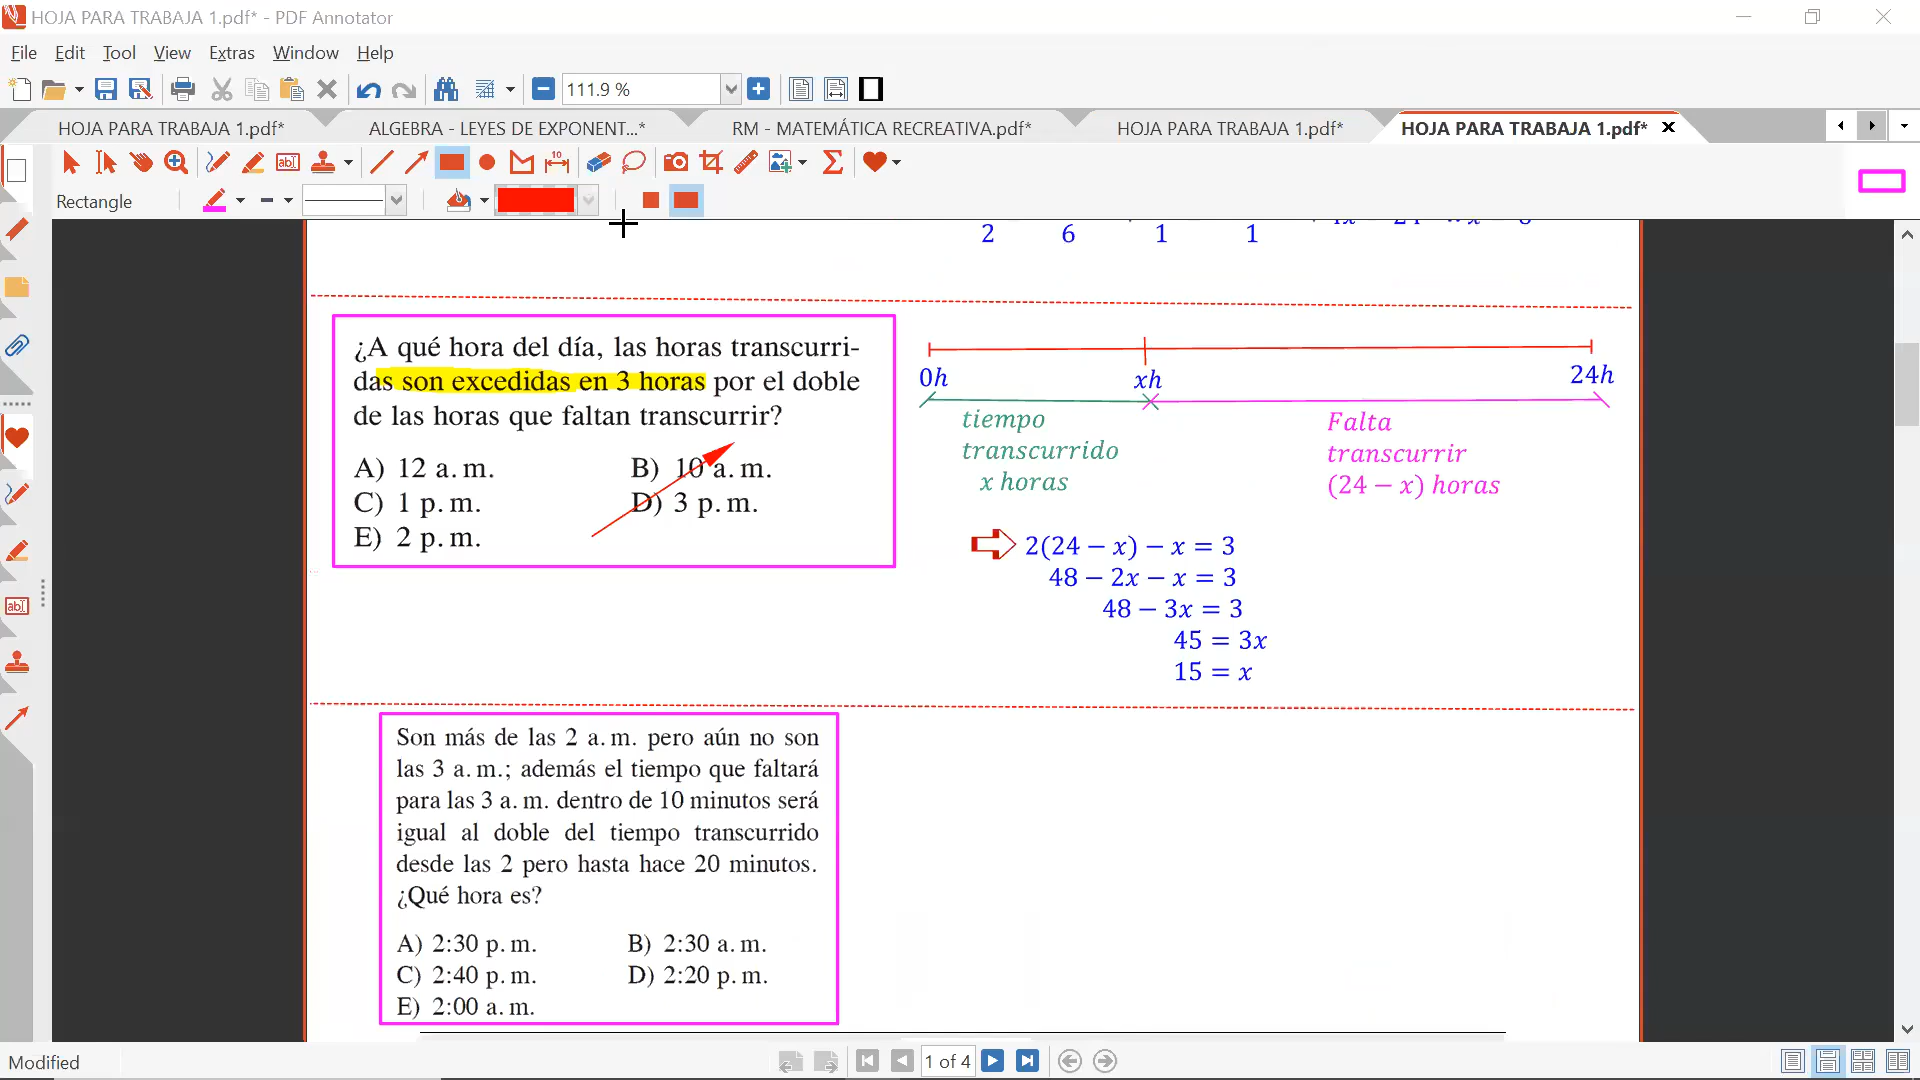 HOJA PARA TRABAJA 1.pdf* - PDF Annotator
File Edit Tool View Extras Window Help
111.9 %
HOJA PARA TRABAJA 1.pdf* ALGEBRA - LEYES DE EXPONENT...* RM - MATEMÁTICA RECREATIVA.pdf* HOJA PARA TRABAJA 1.pdf* HOJA PARA TRABAJA 1.pdf*
Rectangle
2 6 1 1
¿A qué hora del día, las horas transcurri-
das son excedidas en 3 horas por el doble
de las horas que faltan transcurrir?
A) 12 a. m. B) 10 a. m.
C) 1 p. m. D) 3 p. m.
E) 2 p. m.
0h xh 24h
tiempo
transcurrido
x horas
Falta
transcurrir
(24 − x) horas
2(24 − x) − x = 3
48 − 2x − x = 3
48 − 3x = 3
45 = 3x
15 = x
Son más de las 2 a. m. pero aún no son
las 3 a. m.; además el tiempo que faltará
para las 3 a. m. dentro de 10 minutos será
igual al doble del tiempo transcurrido
desde las 2 pero hasta hace 20 minutos.
¿Qué hora es?
A) 2:30 p. m. B) 2:30 a. m.
C) 2:40 p. m. D) 2:20 p. m.
E) 2:00 a. m.
Modified
1 of 4